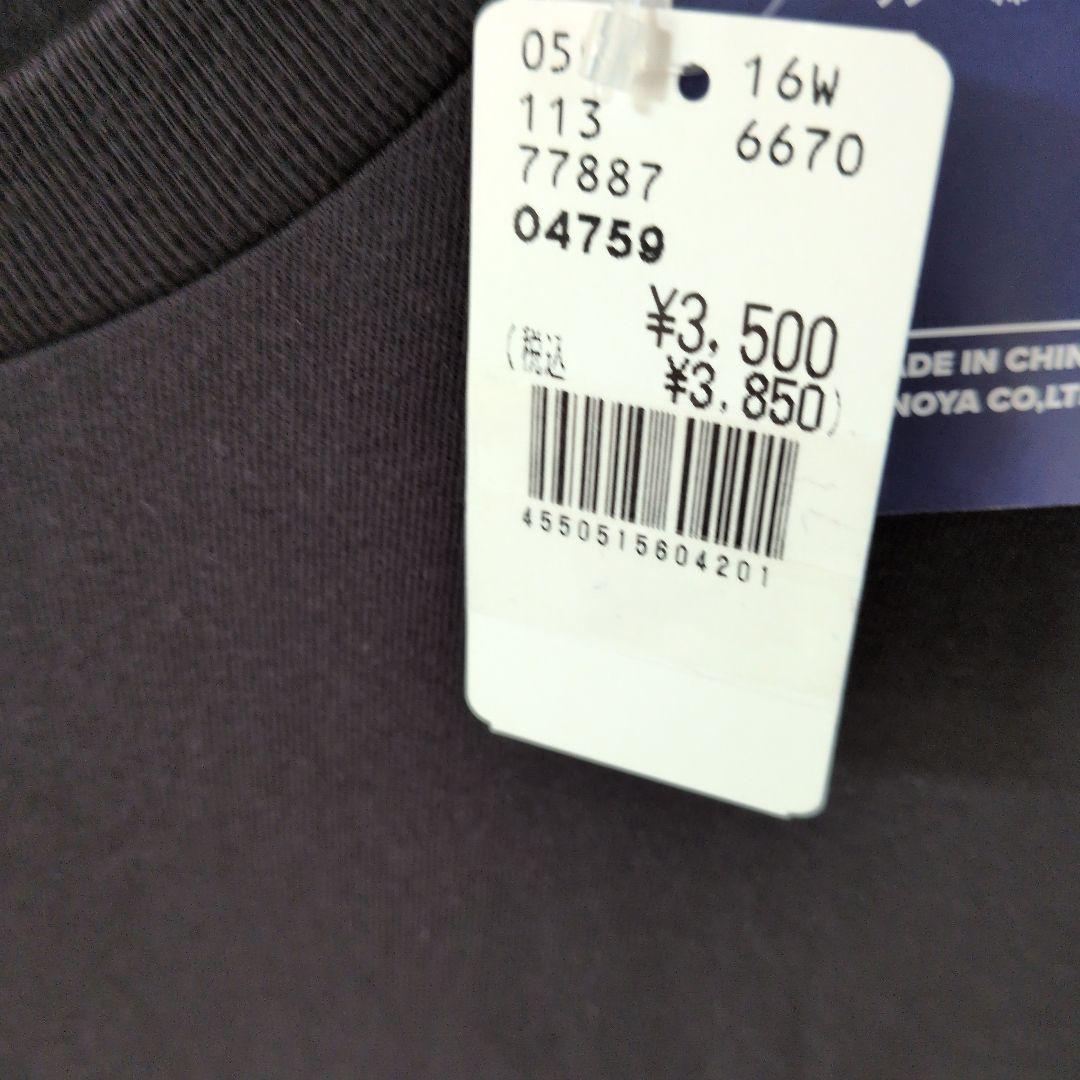 05 16W
113 6670
77887
04759
¥3,500
(税込 ¥3,850)
4550515604201
ADE IN CHIN
NOYA CO,LT